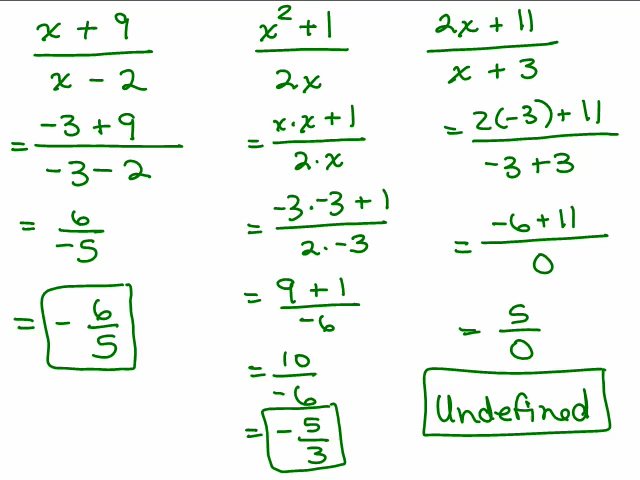 x + 9 / x - 2
= -3 + 9 / -3 - 2
= 6 / -5
= - 6/5
x² + 1 / 2x
= x·x + 1 / 2·x
= -3·-3 + 1 / 2·-3
= 9 + 1 / -6
= 10 / -6
= - 5/3
2x + 11 / x + 3
= 2(-3) + 11 / -3 + 3
= -6 + 11 / 0
= 5 / 0
Undefined